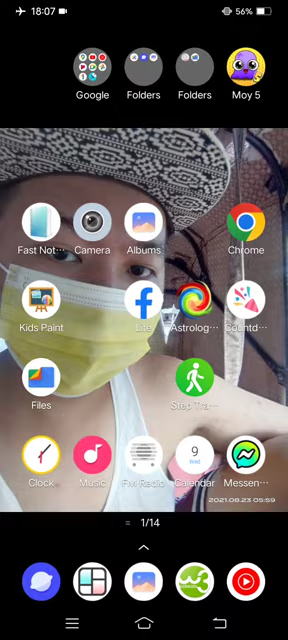 18:07 56%
Google Folders Folders Moy 5
Fast Not··· Camera Albums Chrome
Kids Paint Lite Astrolog··· Countd···
Files Step Tra···
9
Wed
Clock Music FM Radio Calendar Messen···
2021.08.23 05:59
1/14